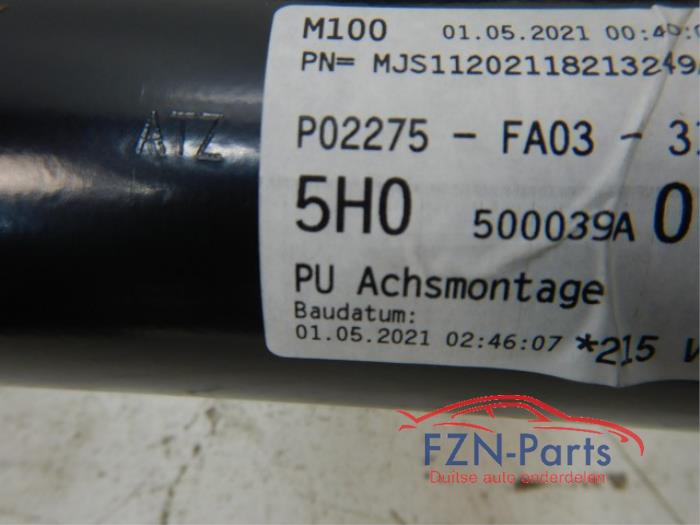 M100 01.05.2021 00:40:
PN= MJS11202118213249
ATZ
P02275 - FA03 - 3
5H0 500039A 0
PU Achsmontage
Baudatum:
01.05.2021 02:46:07 *215
FZN-Parts
Duitse auto onderdelen